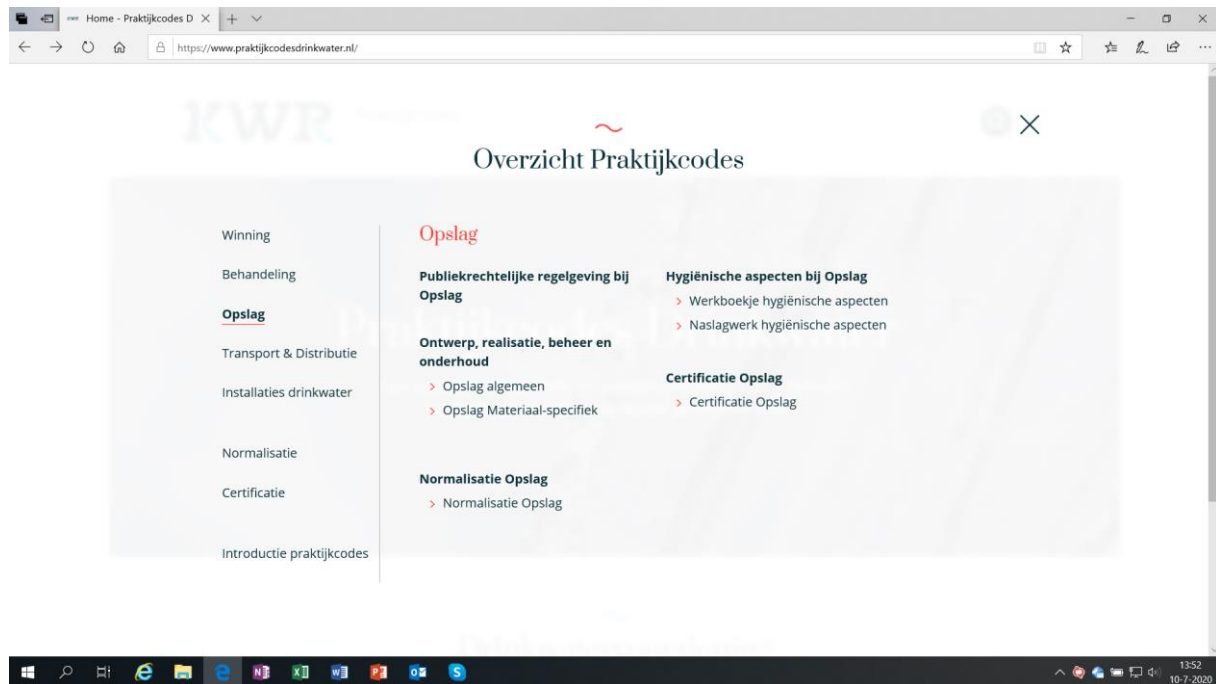 Home - Praktijkcodes D
https://www.praktijkcodesdrinkwater.nl/
KWR
Overzicht Praktijkcodes
Winning
Behandeling
Opslag
Transport & Distributie
Installaties drinkwater
Normalisatie
Certificatie
Introductie praktijkcodes
Opslag
Publiekrechtelijke regelgeving bij
Opslag
Ontwerp, realisatie, beheer en
onderhoud
Opslag algemeen
Opslag Materiaal-specifiek
Normalisatie Opslag
Normalisatie Opslag
Hygiënische aspecten bij Opslag
Werkboekje hygiënische aspecten
Naslagwerk hygiënische aspecten
Certificatie Opslag
Certificatie Opslag
Praktijkcodes Drinkwater
13:52
10-7-2020